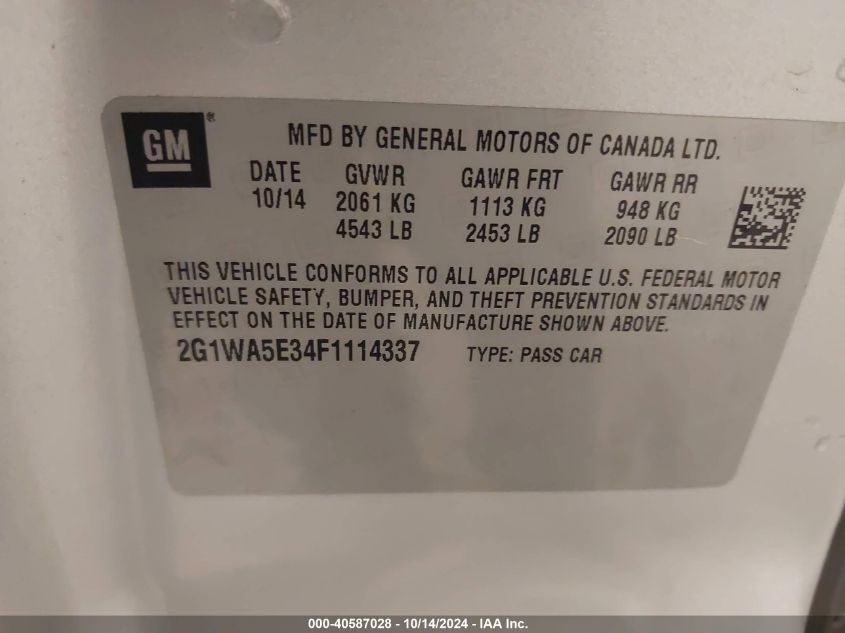 GM®
MFD BY GENERAL MOTORS OF CANADA LTD.
DATE GVWR GAWR FRT GAWR RR
10/14 2061 KG 1113 KG 948 KG
4543 LB 2453 LB 2090 LB
THIS VEHICLE CONFORMS TO ALL APPLICABLE U.S. FEDERAL MOTOR
VEHICLE SAFETY, BUMPER, AND THEFT PREVENTION STANDARDS IN
EFFECT ON THE DATE OF MANUFACTURE SHOWN ABOVE.
2G1WA5E34F1114337 TYPE: PASS CAR
000-40587028 - 10/14/2024 - IAA Inc.